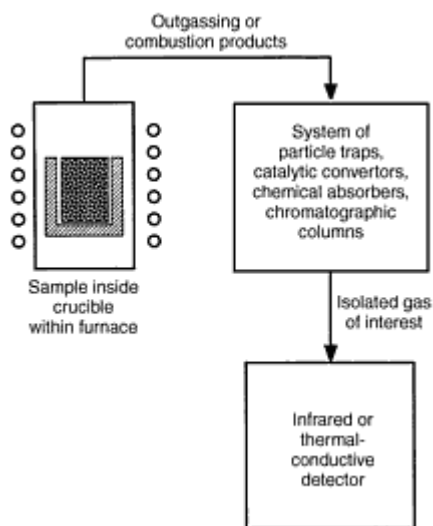 Outgassing or
combustion products
System of
particle traps,
catalytic convertors,
chemical absorbers,
chromatographic
columns
Sample inside
crucible
within furnace
Isolated gas
of interest
Infrared or
thermal-
conductive
detector